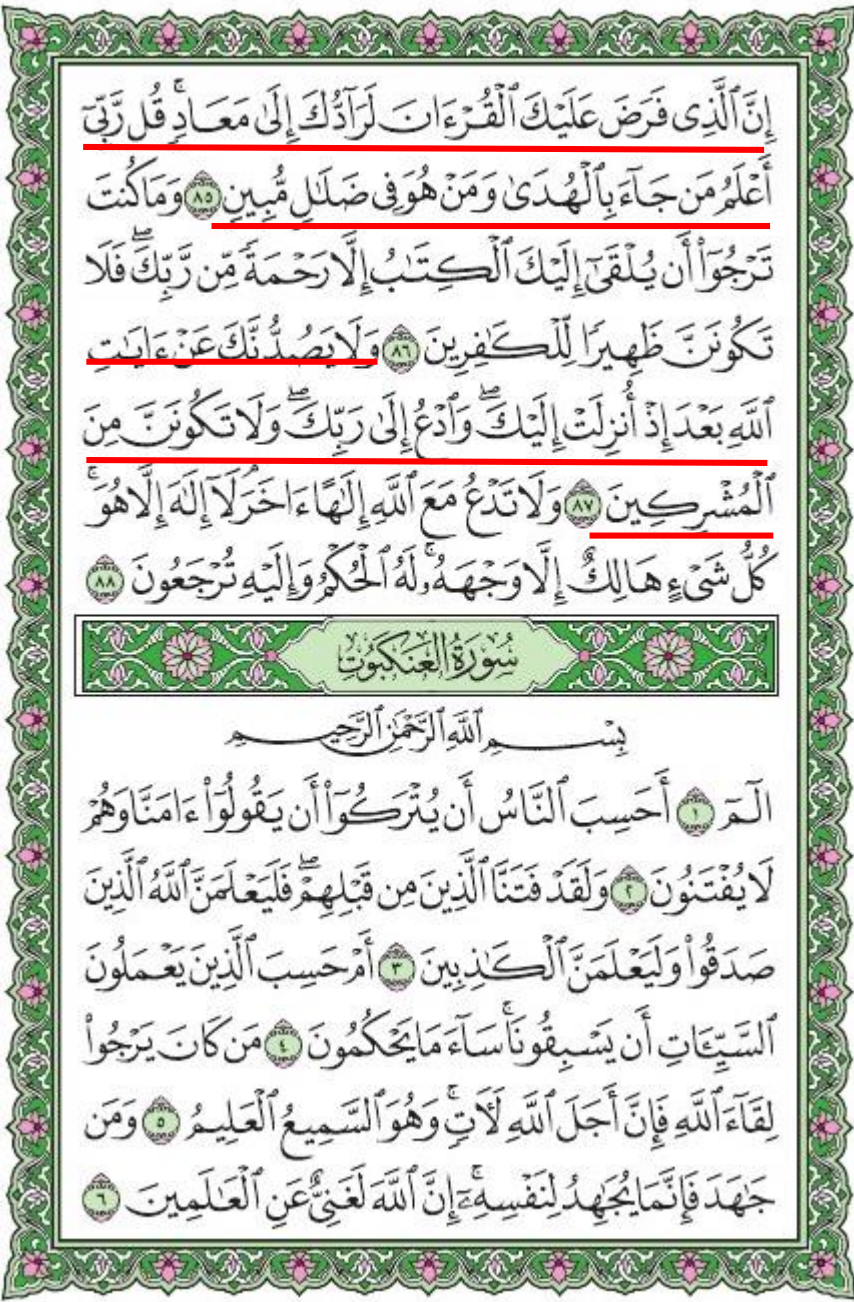 إِنَّ ٱلَّذِى فَرَضَ عَلَيْكَ ٱلْقُرْءَانَ لَرَآدُّكَ إِلَىٰ مَعَادٍ ۚ قُل رَّبِّىٓ
أَعْلَمُ مَن جَآءَ بِٱلْهُدَىٰ وَمَنْ هُوَ فِى ضَلَـٰلٍ مُّبِينٍ ٨٥ وَمَا كُنتَ
تَرْجُوٓا۟ أَن يُلْقَىٰٓ إِلَيْكَ ٱلْكِتَـٰبُ إِلَّا رَحْمَةً مِّن رَّبِّكَ ۖ فَلَا
تَكُونَنَّ ظَهِيرًا لِّلْكَـٰفِرِينَ ٨٦ وَلَا يَصُدُّنَّكَ عَنْ ءَايَـٰتِ
ٱللَّهِ بَعْدَ إِذْ أُنزِلَتْ إِلَيْكَ ۖ وَٱدْعُ إِلَىٰ رَبِّكَ ۖ وَلَا تَكُونَنَّ مِنَ
ٱلْمُشْرِكِينَ ٨٧ وَلَا تَدْعُ مَعَ ٱللَّهِ إِلَـٰهًا ءَاخَرَ ۘ لَآ إِلَـٰهَ إِلَّا هُوَ ۚ
كُلُّ شَىْءٍ هَالِكٌ إِلَّا وَجْهَهُۥ ۚ لَهُ ٱلْحُكْمُ وَإِلَيْهِ تُرْجَعُونَ ٨٨
سُورَةُ العَنكَبُوتِ
بِسْمِ ٱللَّهِ ٱلرَّحْمَـٰنِ ٱلرَّحِيمِ
الٓمٓ ١ أَحَسِبَ ٱلنَّاسُ أَن يُتْرَكُوٓا۟ أَن يَقُولُوٓا۟ ءَامَنَّا وَهُمْ
لَا يُفْتَنُونَ ٢ وَلَقَدْ فَتَنَّا ٱلَّذِينَ مِن قَبْلِهِمْ ۖ فَلَيَعْلَمَنَّ ٱللَّهُ ٱلَّذِينَ
صَدَقُوا۟ وَلَيَعْلَمَنَّ ٱلْكَـٰذِبِينَ ٣ أَمْ حَسِبَ ٱلَّذِينَ يَعْمَلُونَ
ٱلسَّيِّـَٔاتِ أَن يَسْبِقُونَا ۚ سَآءَ مَا يَحْكُمُونَ ٤ مَن كَانَ يَرْجُوا۟
لِقَآءَ ٱللَّهِ فَإِنَّ أَجَلَ ٱللَّهِ لَـَٔاتٍ ۚ وَهُوَ ٱلسَّمِيعُ ٱلْعَلِيمُ ٥ وَمَن
جَـٰهَدَ فَإِنَّمَا يُجَـٰهِدُ لِنَفْسِهِۦٓ ۚ إِنَّ ٱللَّهَ لَغَنِىٌّ عَنِ ٱلْعَـٰلَمِينَ ٦